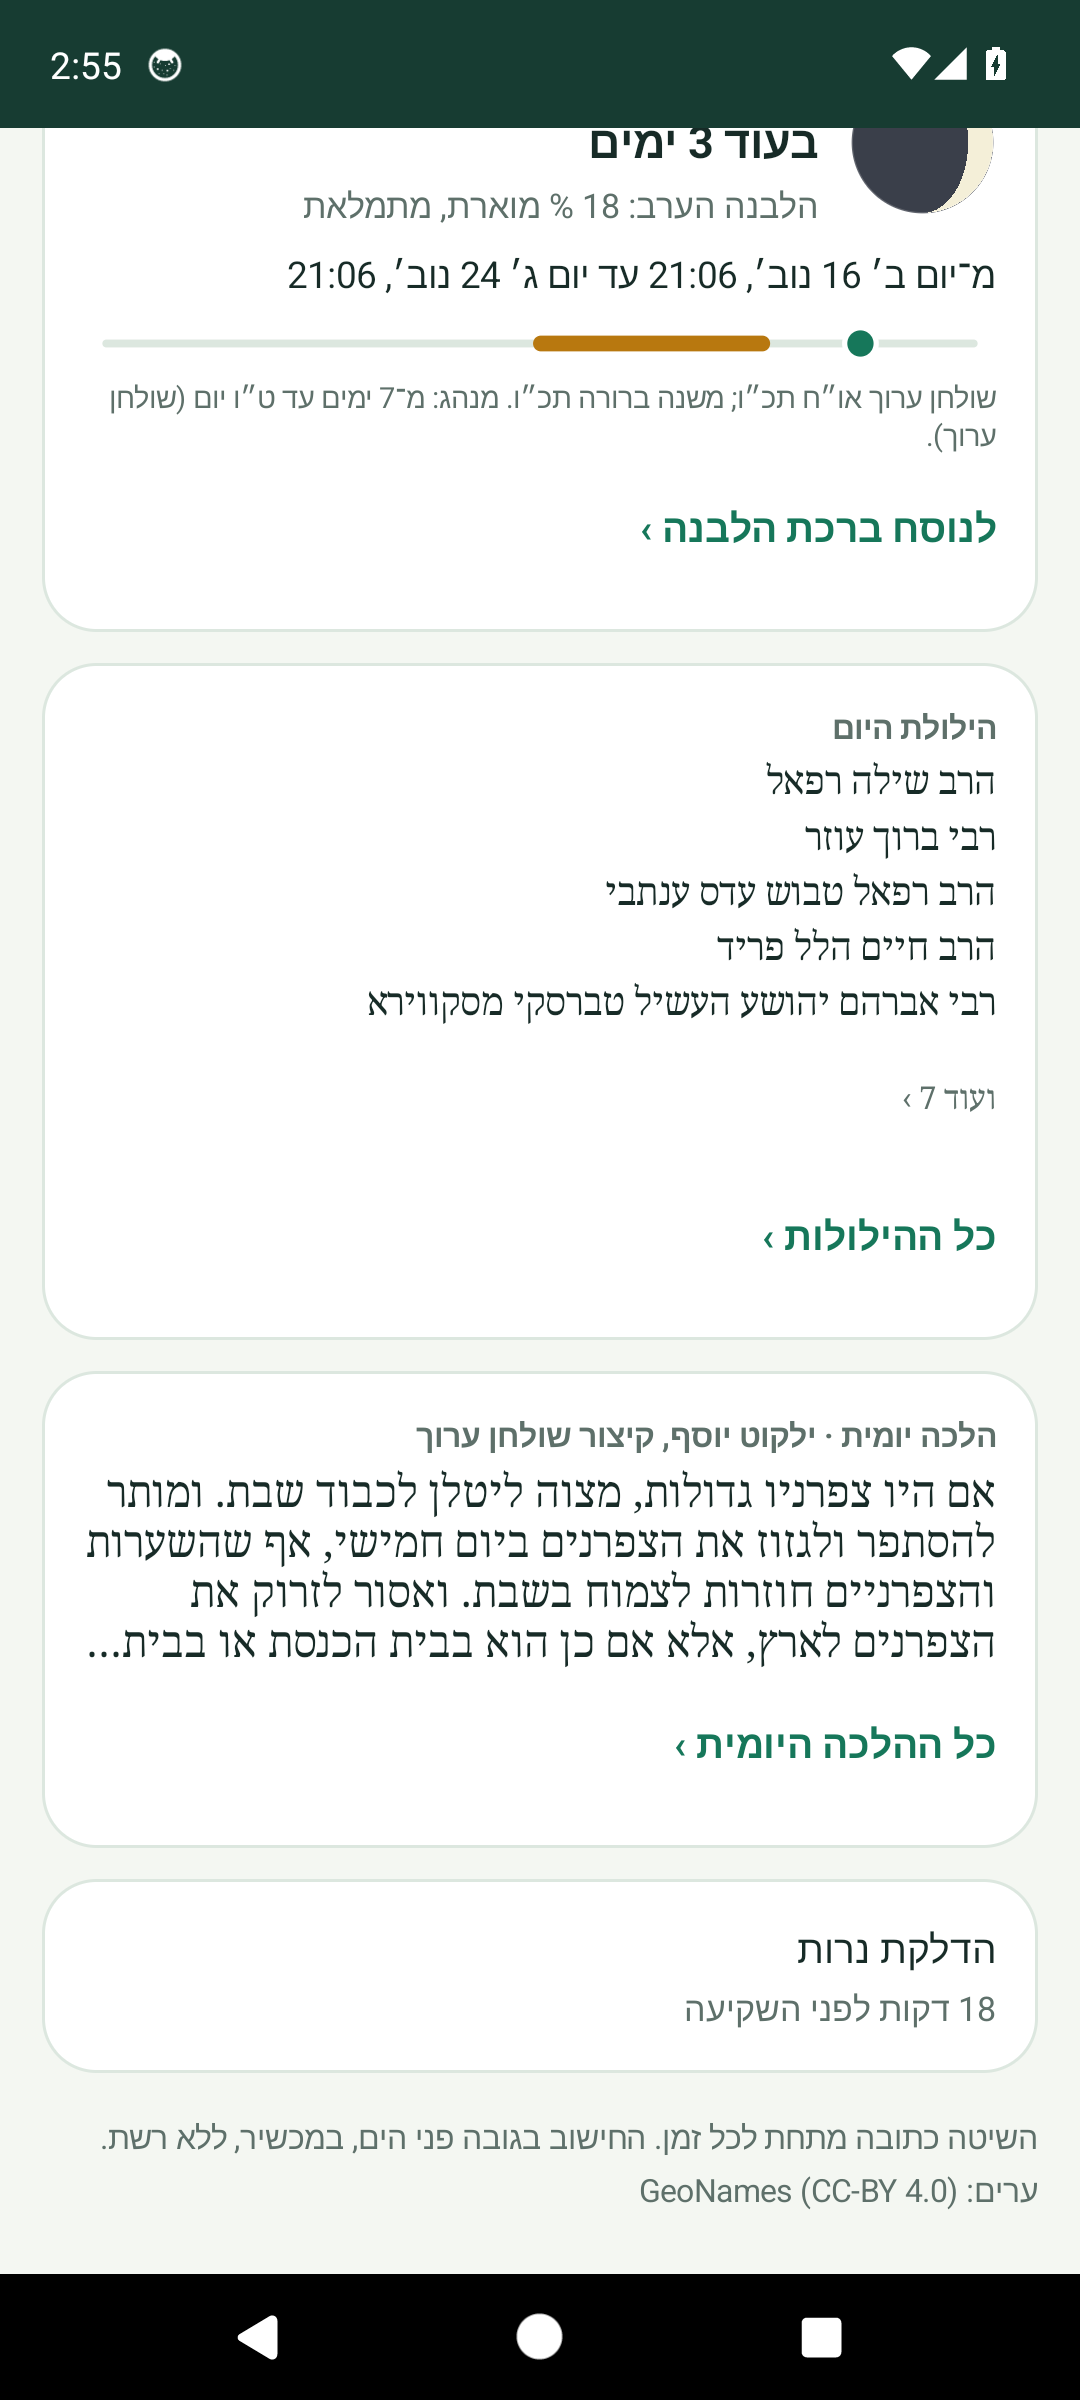 2:55
בעוד 3 ימים
הלבנה הערב: 18 % מוארת, מתמלאת
מ־יום ב׳ 16 נוב׳, 21:06 עד יום ג׳ 24 נוב׳, 21:06
שולחן ערוך או״ח תכ״ו; משנה ברורה תכ״ו. מנהג: מ־7 ימים עד ט״ו יום (שולחן
ערוך).
לנוסח ברכת הלבנה ›
הילולת היום
הרב שילה רפאל
רבי ברוך עוזר
הרב רפאל טבוש עדס ענתבי
הרב חיים הלל פריד
רבי אברהם יהושע העשיל טברסקי מסקווירא
ועוד 7 ›
כל ההילולות ›
הלכה יומית · ילקוט יוסף, קיצור שולחן ערוך
אם היו צפרניו גדולות, מצוה ליטלן לכבוד שבת. ומותר
להסתפר ולגזוז את הצפרנים ביום חמישי, אף שהשערות
והצפרניים חוזרות לצמוח בשבת. ואסור לזרוק את
הצפרנים לארץ, אלא אם כן הוא בבית הכנסת או בבית...
כל ההלכה היומית ›
הדלקת נרות
18 דקות לפני השקיעה
השיטה כתובה מתחת לכל זמן. החישוב בגובה פני הים, במכשיר, ללא רשת.
ערים: GeoNames (CC-BY 4.0)